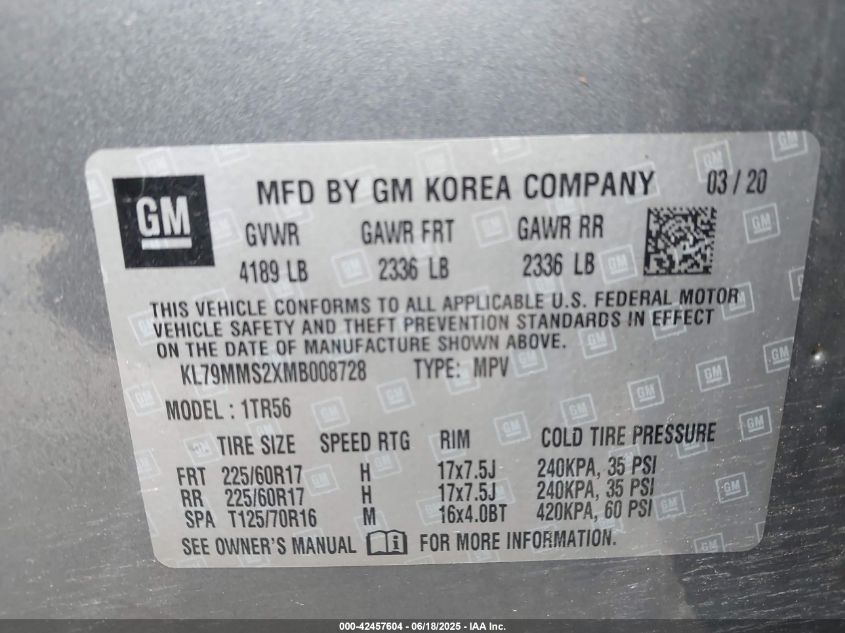 GM
MFD BY GM KOREA COMPANY 03 / 20
GVWR GAWR FRT GAWR RR
4189 LB 2336 LB 2336 LB
THIS VEHICLE CONFORMS TO ALL APPLICABLE U.S. FEDERAL MOTOR
VEHICLE SAFETY AND THEFT PREVENTION STANDARDS IN EFFECT
ON THE DATE OF MANUFACTURE SHOWN ABOVE.
KL79MMS2XMB008728 TYPE: MPV
MODEL : 1TR56
TIRE SIZE SPEED RTG RIM COLD TIRE PRESSURE
FRT 225/60R17 H 17x7.5J 240KPA, 35 PSI
RR 225/60R17 H 17x7.5J 240KPA, 35 PSI
SPA T125/70R16 M 16x4.0BT 420KPA, 60 PSI
SEE OWNER'S MANUAL FOR MORE INFORMATION.
000-42457604 - 06/18/2025 - IAA Inc.